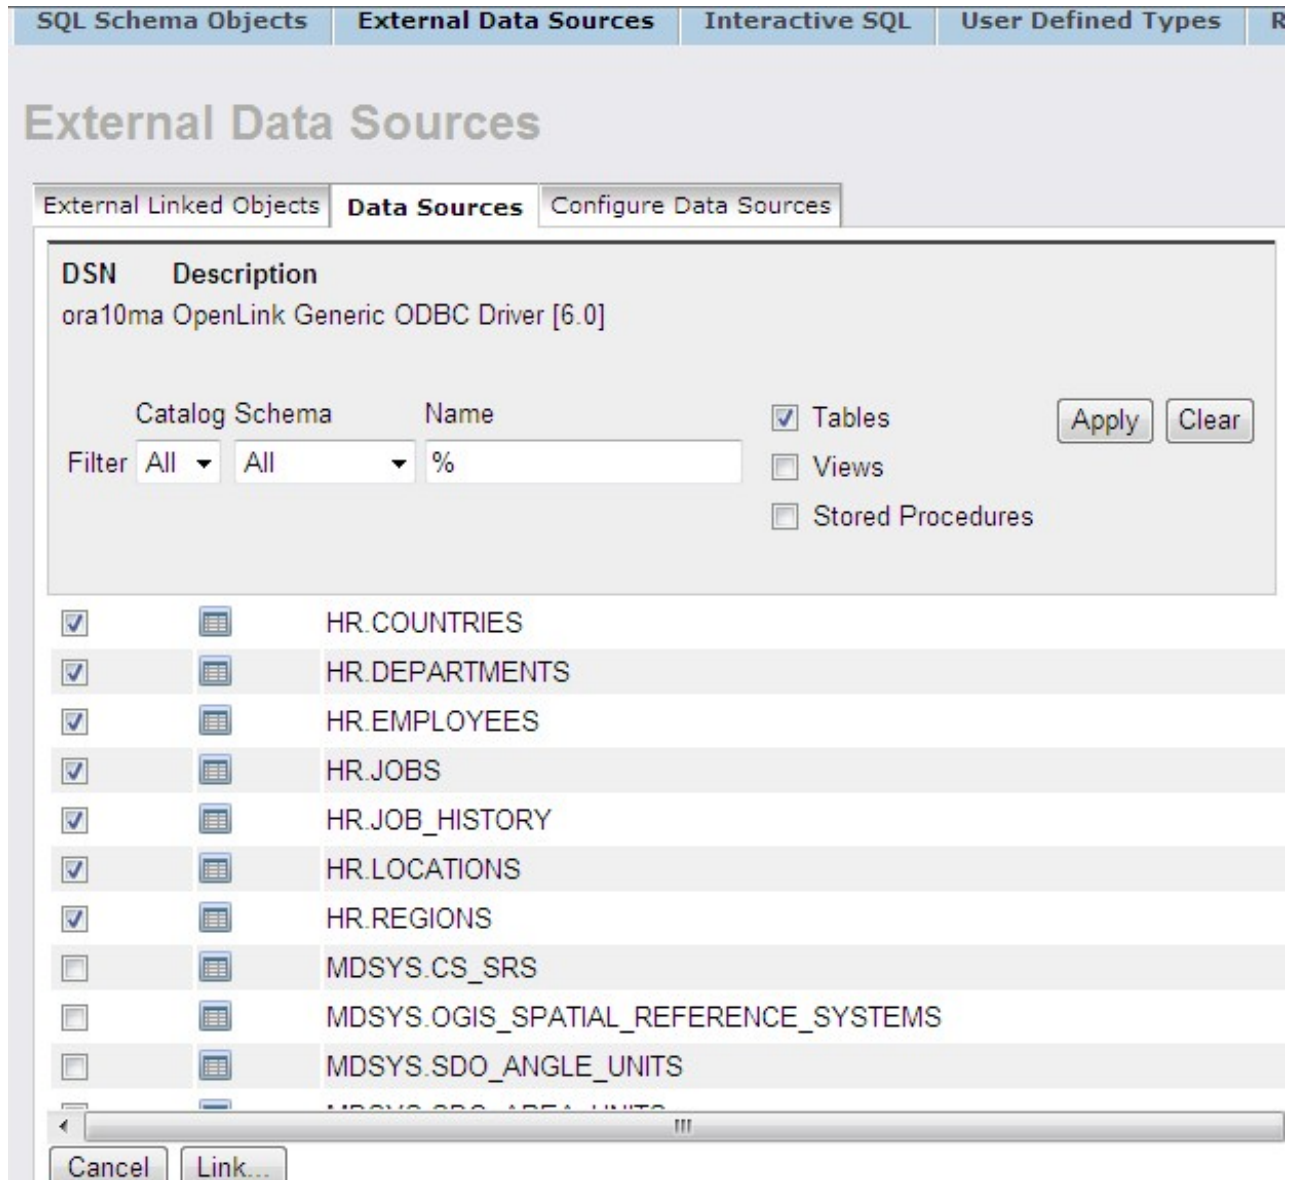 SQL Schema Objects External Data Sources Interactive SQL User Defined Types R
External Data Sources
External Linked Objects Data Sources Configure Data Sources
DSN Description
ora10ma OpenLink Generic ODBC Driver [6.0]
Catalog Schema Name Tables Apply Clear
Filter All All % Views
Stored Procedures
HR.COUNTRIES
HR.DEPARTMENTS
HR.EMPLOYEES
HR.JOBS
HR.JOB_HISTORY
HR.LOCATIONS
HR.REGIONS
MDSYS.CS_SRS
MDSYS.OGIS_SPATIAL_REFERENCE_SYSTEMS
MDSYS.SDO_ANGLE_UNITS
Cancel Link...